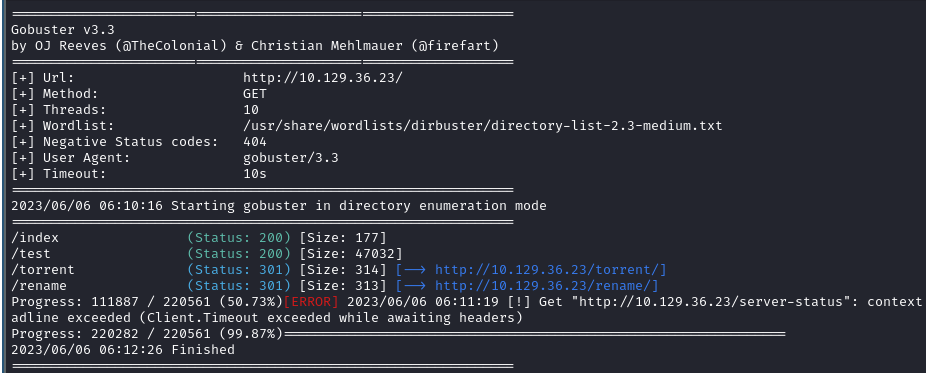 ===============================================================
Gobuster v3.3
by OJ Reeves (@TheColonial) & Christian Mehlmauer (@firefart)
===============================================================
[+] Url:                     http://10.129.36.23/
[+] Method:                  GET
[+] Threads:                 10
[+] Wordlist:                /usr/share/wordlists/dirbuster/directory-list-2.3-medium.txt
[+] Negative Status codes:   404
[+] User Agent:              gobuster/3.3
[+] Timeout:                 10s
===============================================================
2023/06/06 06:10:16 Starting gobuster in directory enumeration mode
===============================================================
/index                (Status: 200) [Size: 177]
/test                 (Status: 200) [Size: 47032]
/torrent              (Status: 301) [Size: 314] [--> http://10.129.36.23/torrent/]
/rename               (Status: 301) [Size: 313] [--> http://10.129.36.23/rename/]
Progress: 111887 / 220561 (50.73%)[ERROR] 2023/06/06 06:11:19 [!] Get "http://10.129.36.23/server-status": context
adline exceeded (Client.Timeout exceeded while awaiting headers)
Progress: 220282 / 220561 (99.87%)===============================================================
2023/06/06 06:12:26 Finished
===============================================================